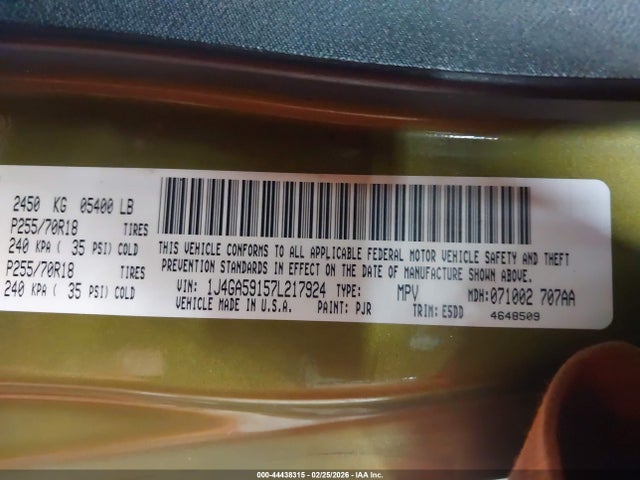 2450 KG 05400 LB
P255/70R18 TIRES
240 KPA ( 35 PSI) COLD
P255/70R18 TIRES
240 KPA ( 35 PSI) COLD
THIS VEHICLE CONFORMS TO ALL APPLICABLE FEDERAL MOTOR VEHICLE SAFETY AND THEFT
PREVENTION STANDARDS IN EFFECT ON THE DATE OF MANUFACTURE SHOWN ABOVE.
VIN: 1J4GA59157L217924 TYPE: MPV MDH: 071002 707AA
VEHICLE MADE IN U.S.A. PAINT: PJR TRIM: E5DD 4648509
000-44438315 - 02/25/2026 - IAA Inc.